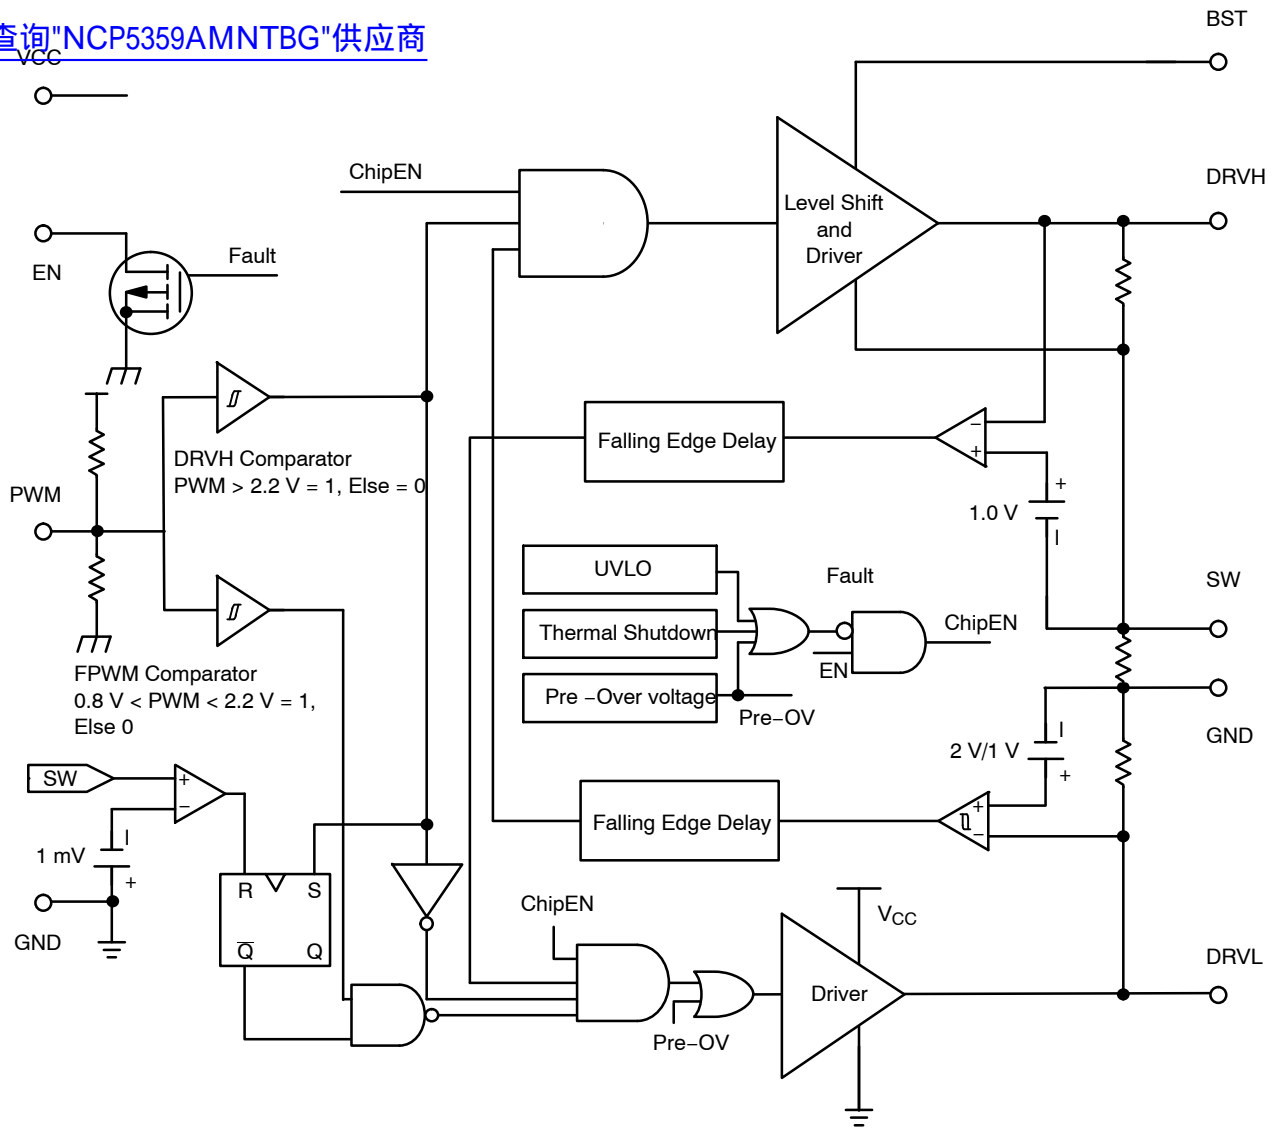 查询"NCP5359AMNTBG"供应商
VCC
BST
DRVH
ChipEN
Level Shift
and
Driver
EN
Fault
DRVH Comparator
PWM > 2.2 V = 1, Else = 0
PWM
Falling Edge Delay
−
+
+
1.0 V
UVLO
Fault
SW
Thermal Shutdown
ChipEN
EN
Pre −Over voltage
Pre−OV
FPWM Comparator
0.8 V < PWM < 2.2 V = 1,
Else 0
GND
2 V/1 V
+
SW
+
−
Falling Edge Delay
+
−
1 mV
+
R
S
Q
Q
GND
ChipEN
VCC
Driver
DRVL
Pre−OV